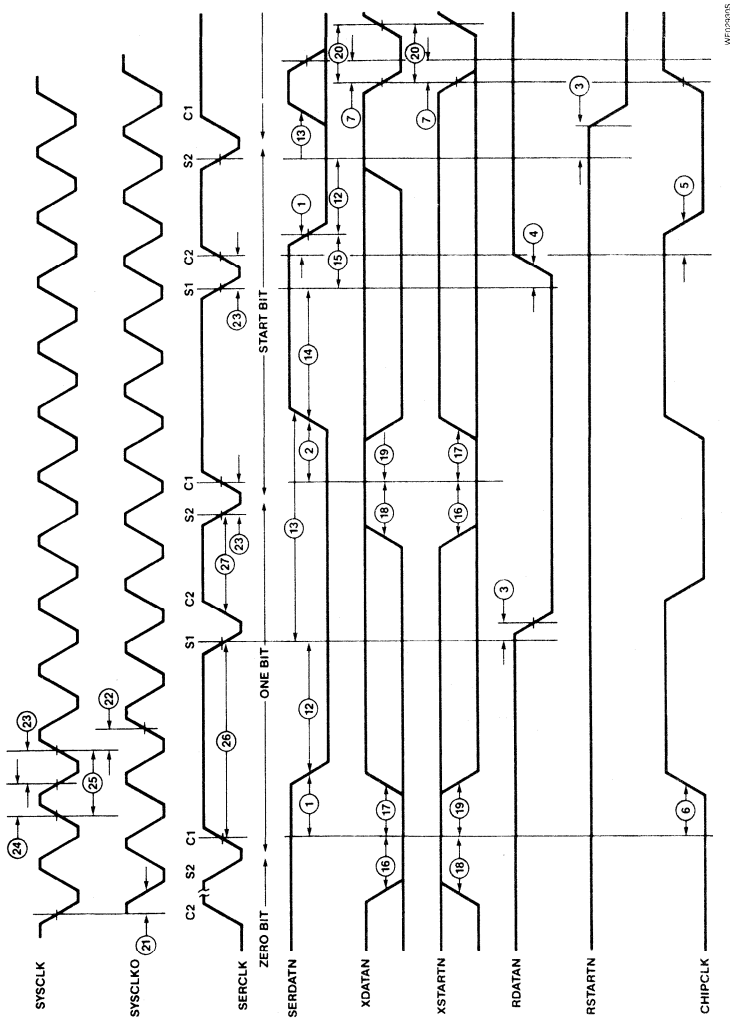 SYSCLK
24 23
25
SYSCLKO
21 22
C2 S2 C1 S1 C2 S2 C1 S1 C2 S2 C1
SERCLK
26 27 23 23
ZERO BIT ONE BIT START BIT
SERDATN
1 12 13 2 14 15 1 12 13
XDATAN
16 17 18 19 7 20
XSTARTN
18 19 16 17 7 20
RDATAN
3 4
RSTARTN
3
CHIPCLK
6 5
WF02930S